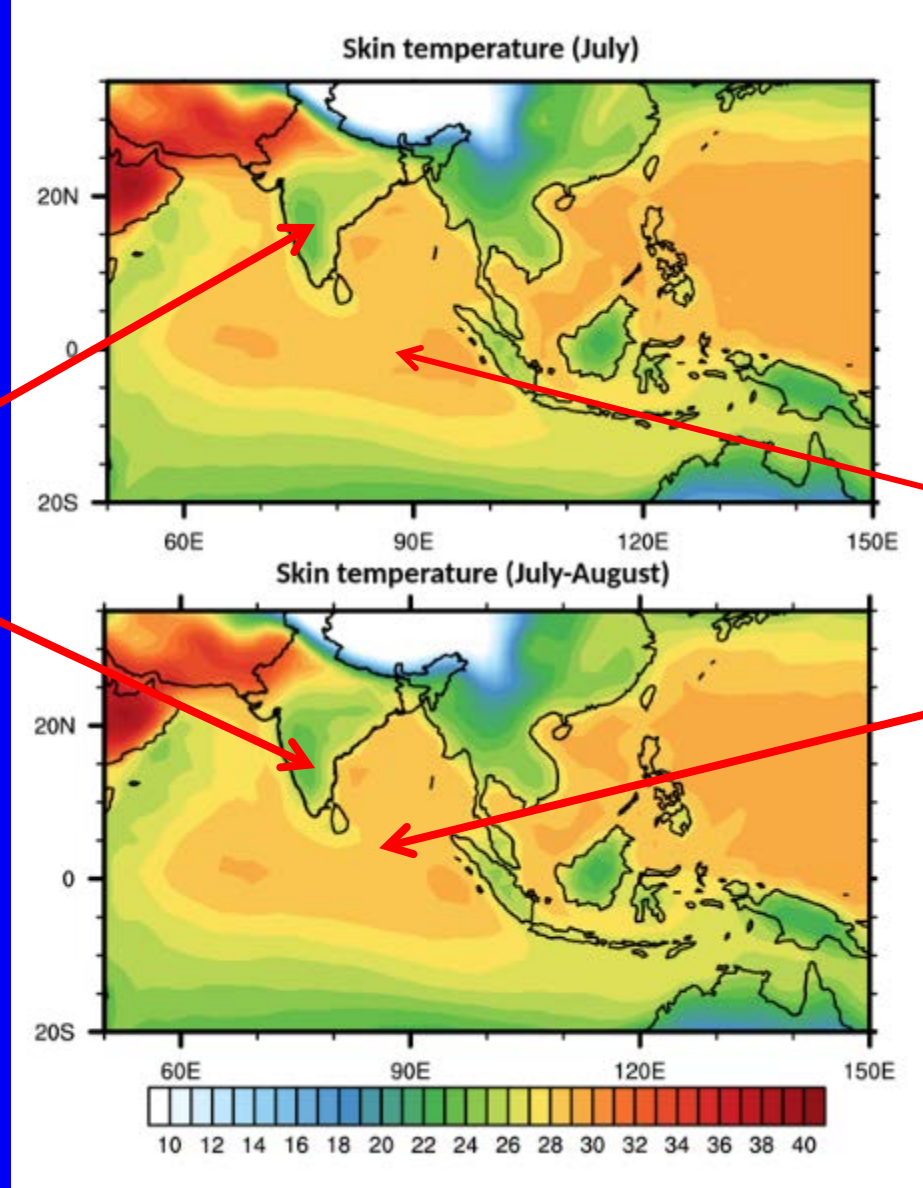 Skin temperature (July)
20N
0
20S
60E 90E 120E 150E
Skin temperature (July-August)
20N
0
20S
60E 90E 120E 150E
10 12 14 16 18 20 22 24 26 28 30 32 34 36 38 40